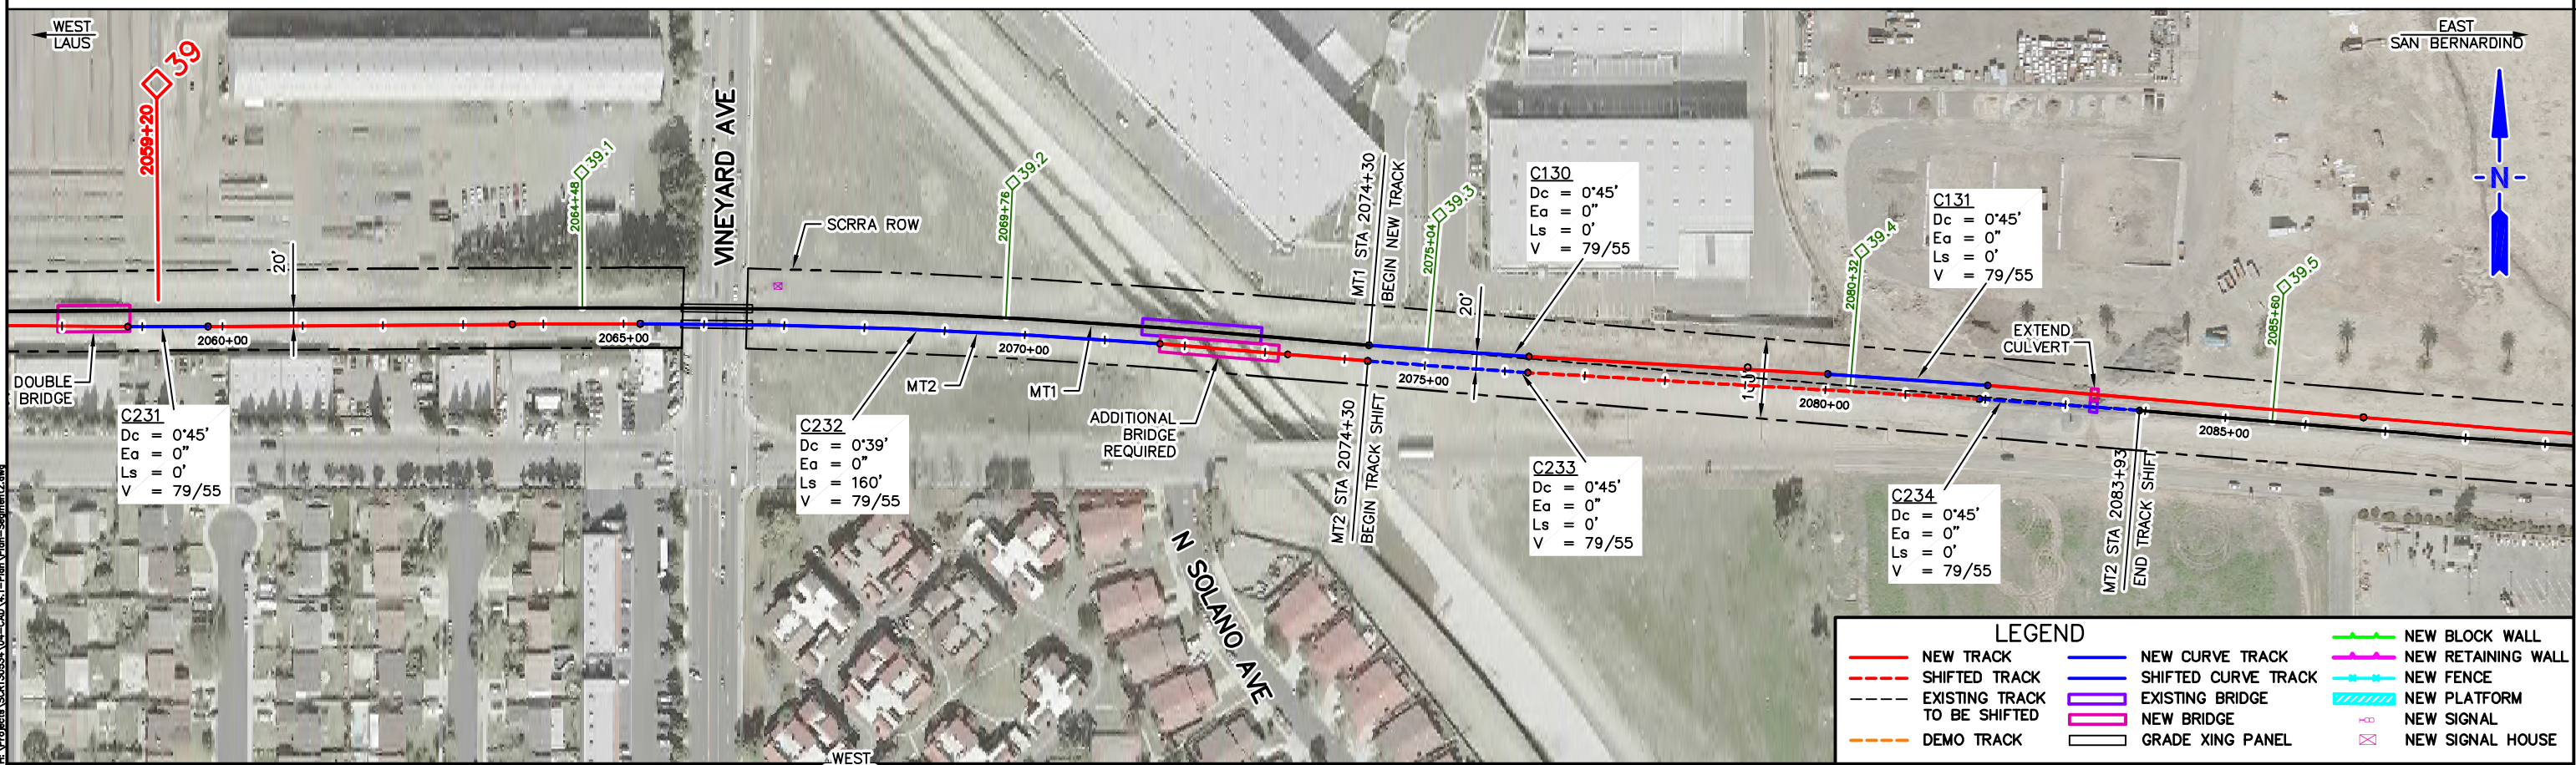 WEST
LAUS
EAST
SAN BERNARDINO
39
2059+20
39.1
2064+48
VINEYARD AVE
SCRRA ROW
39.2
2069+76
MT1 STA 2074+30
BEGIN NEW TRACK
39.3
2075+04
C130
Dc = 0°45'
Ea = 0"
Ls = 0'
V = 79/55
39.4
2080+32
C131
Dc = 0°45'
Ea = 0"
Ls = 0'
V = 79/55
EXTEND
CULVERT
39.5
2085+60
-N-
20'
20'
2060+00
2065+00
2070+00
2075+00
2080+00
2085+00
DOUBLE
BRIDGE
C231
Dc = 0°45'
Ea = 0"
Ls = 0'
V = 79/55
MT2
MT1
C232
Dc = 0°39'
Ea = 0"
Ls = 160'
V = 79/55
ADDITIONAL
BRIDGE
REQUIRED
MT2 STA 2074+30
BEGIN TRACK SHIFT
C233
Dc = 0°45'
Ea = 0"
Ls = 0'
V = 79/55
C234
Dc = 0°45'
Ea = 0"
Ls = 0'
V = 79/55
MT2 STA 2083+93
END TRACK SHIFT
N SOLANO AVE
WEST
LEGEND
NEW TRACK
SHIFTED TRACK
EXISTING TRACK
TO BE SHIFTED
DEMO TRACK
NEW CURVE TRACK
SHIFTED CURVE TRACK
EXISTING BRIDGE
NEW BRIDGE
GRADE XING PANEL
NEW BLOCK WALL
NEW RETAINING WALL
NEW FENCE
NEW PLATFORM
NEW SIGNAL
NEW SIGNAL HOUSE